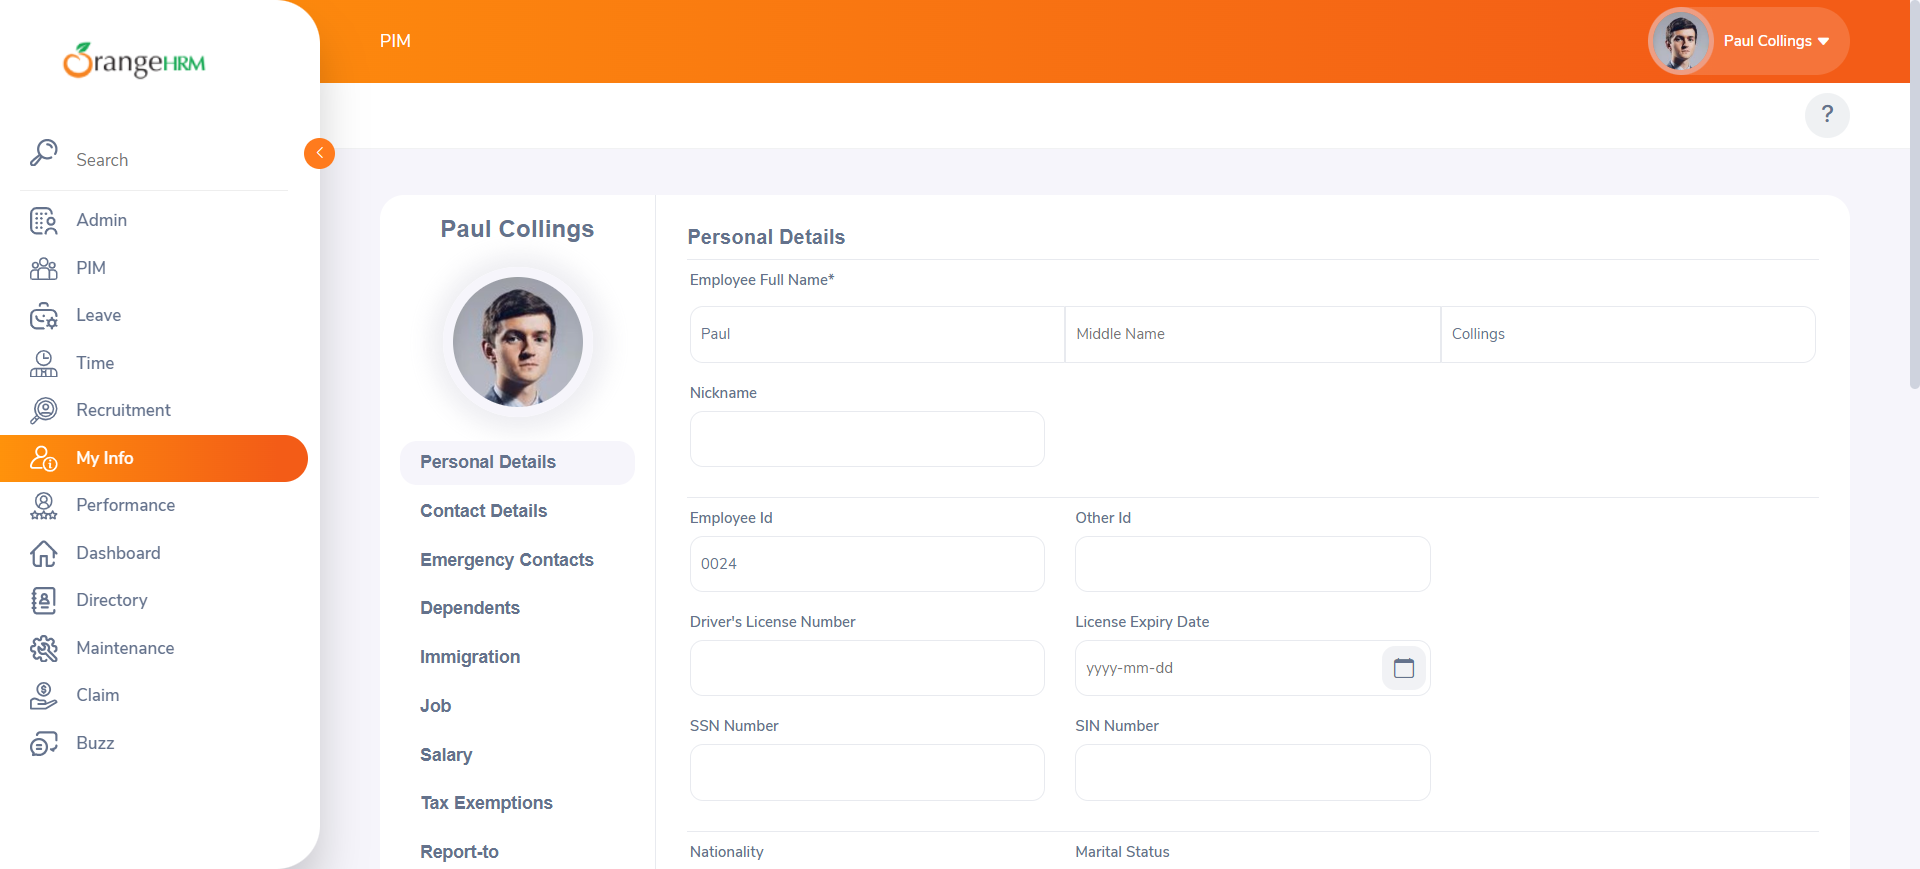 OrangeHRM
PIM
Paul Collings
?
Search
Admin
PIM
Leave
Time
Recruitment
My Info
Performance
Dashboard
Directory
Maintenance
Claim
Buzz
Paul Collings
Personal Details
Contact Details
Emergency Contacts
Dependents
Immigration
Job
Salary
Tax Exemptions
Report-to
Personal Details
Employee Full Name*
Paul Middle Name Collings
Nickname
Employee Id Other Id
0024
Driver's License Number License Expiry Date
yyyy-mm-dd
SSN Number SIN Number
Nationality Marital Status